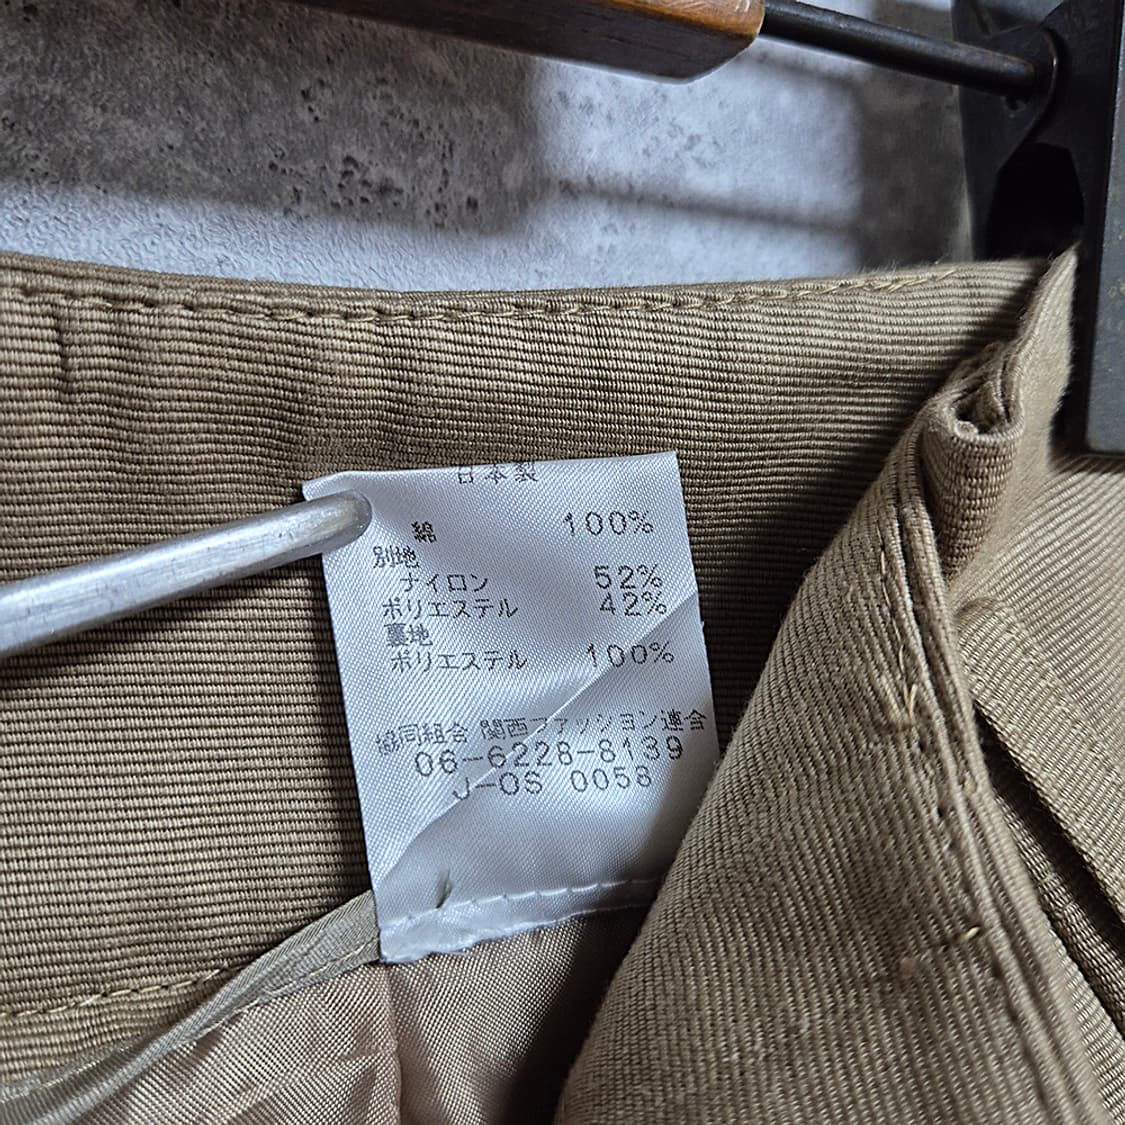 日本製
綿 100%
別地
ナイロン 52%
ポリエステル 42%
裏地
ポリエステル 100%
協同組合 関西ファッション連合
06-6228-8139
J-OS 0058